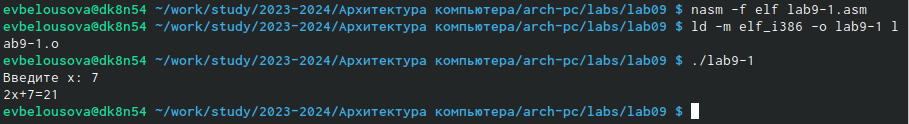 evbelousova@dk8n54 ~/work/study/2023-2024/Архитектура компьютера/arch-pc/labs/lab09 $ nasm -f elf lab9-1.asm
evbelousova@dk8n54 ~/work/study/2023-2024/Архитектура компьютера/arch-pc/labs/lab09 $ ld -m elf_i386 -o lab9-1 l
ab9-1.o
evbelousova@dk8n54 ~/work/study/2023-2024/Архитектура компьютера/arch-pc/labs/lab09 $ ./lab9-1
Введите x: 7
2x+7=21
evbelousova@dk8n54 ~/work/study/2023-2024/Архитектура компьютера/arch-pc/labs/lab09 $